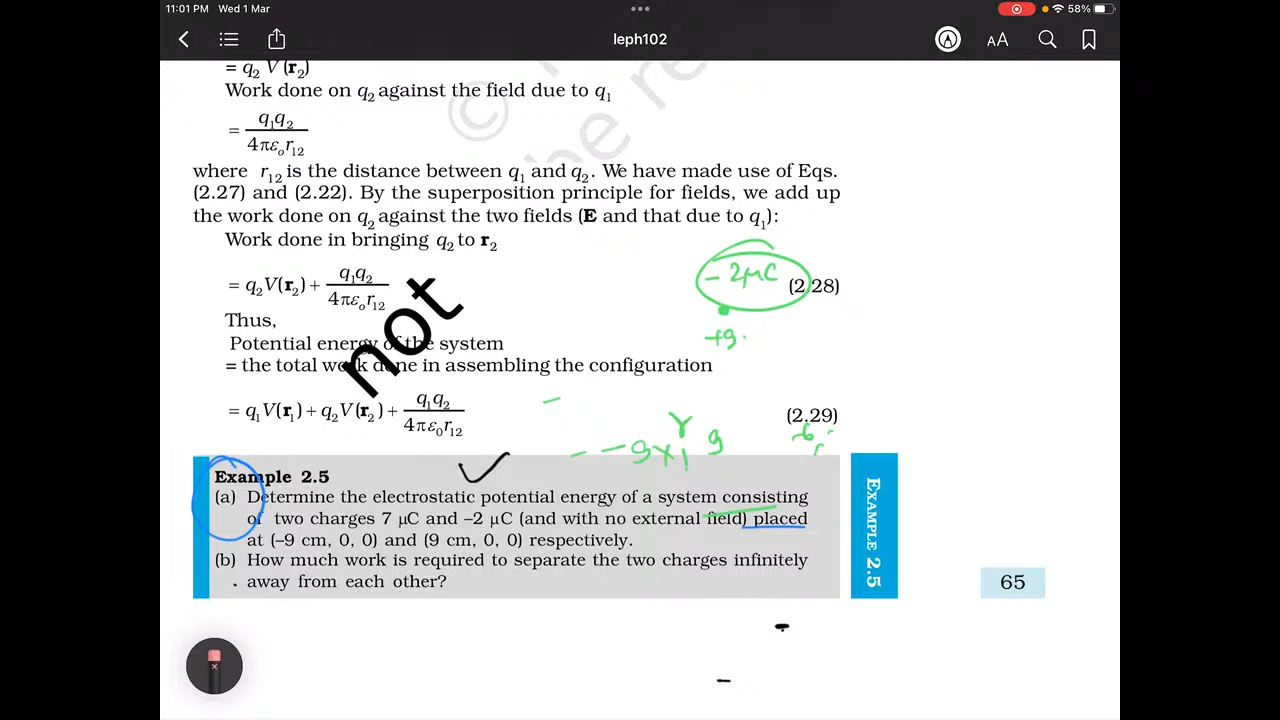 11:01 PM Wed 1 Mar
58%
leph102
AA
= q₂ V(r₂)
Work done on q₂ against the field due to q₁
= q₁q₂ / 4πε₀r₁₂
where r₁₂ is the distance between q₁ and q₂. We have made use of Eqs.
(2.27) and (2.22). By the superposition principle for fields, we add up
the work done on q₂ against the two fields (E and that due to q₁):
Work done in bringing q₂ to r₂
= q₂V(r₂) + q₁q₂ / 4πε₀r₁₂ (2.28)
- 2μC
+9
Thus,
Potential energy of the system
= the total work done in assembling the configuration
= q₁V(r₁) + q₂V(r₂) + q₁q₂ / 4πε₀r₁₂ (2.29)
not
© be re
Example 2.5
(a) Determine the electrostatic potential energy of a system consisting
of two charges 7 μC and –2 μC (and with no external field) placed
at (–9 cm, 0, 0) and (9 cm, 0, 0) respectively.
(b) How much work is required to separate the two charges infinitely
away from each other?
EXAMPLE 2.5
65